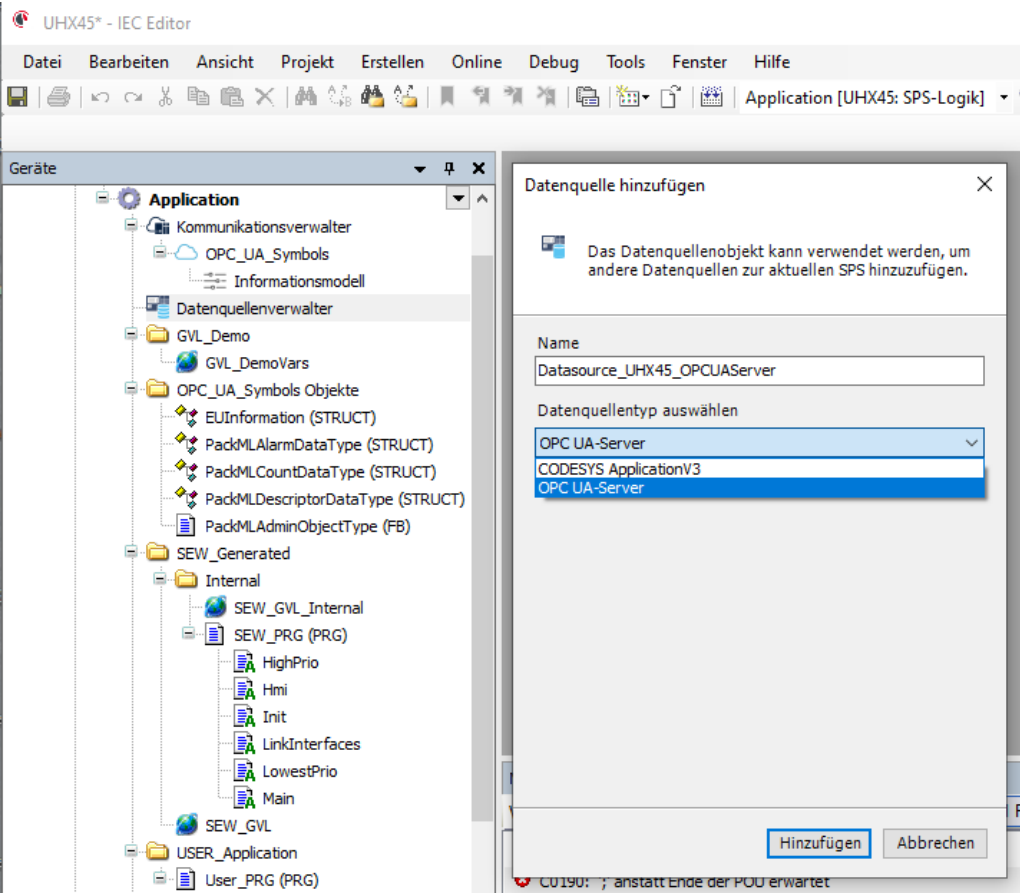 UHX45* - IEC Editor
Datei Bearbeiten Ansicht Projekt Erstellen Online Debug Tools Fenster Hilfe
Application [UHX45: SPS-Logik]
Geräte
Application
Kommunikationsverwalter
OPC_UA_Symbols
Informationsmodell
Datenquellenverwalter
GVL_Demo
GVL_DemoVars
OPC_UA_Symbols Objekte
EUInformation (STRUCT)
PackMLAlarmDataType (STRUCT)
PackMLCountDataType (STRUCT)
PackMLDescriptorDataType (STRUCT)
PackMLAdminObjectType (FB)
SEW_Generated
Internal
SEW_GVL_Internal
SEW_PRG (PRG)
HighPrio
Hmi
Init
LinkInterfaces
LowestPrio
Main
SEW_GVL
USER_Application
User_PRG (PRG)
Datenquelle hinzufügen
Das Datenquellenobjekt kann verwendet werden, um
andere Datenquellen zur aktuellen SPS hinzuzufügen.
Name
Datasource_UHX45_OPCUAServer
Datenquellentyp auswählen
OPC UA-Server
CODESYS ApplicationV3
OPC UA-Server
Hinzufügen Abbrechen
C0190: ';' anstatt Ende der POU erwartet